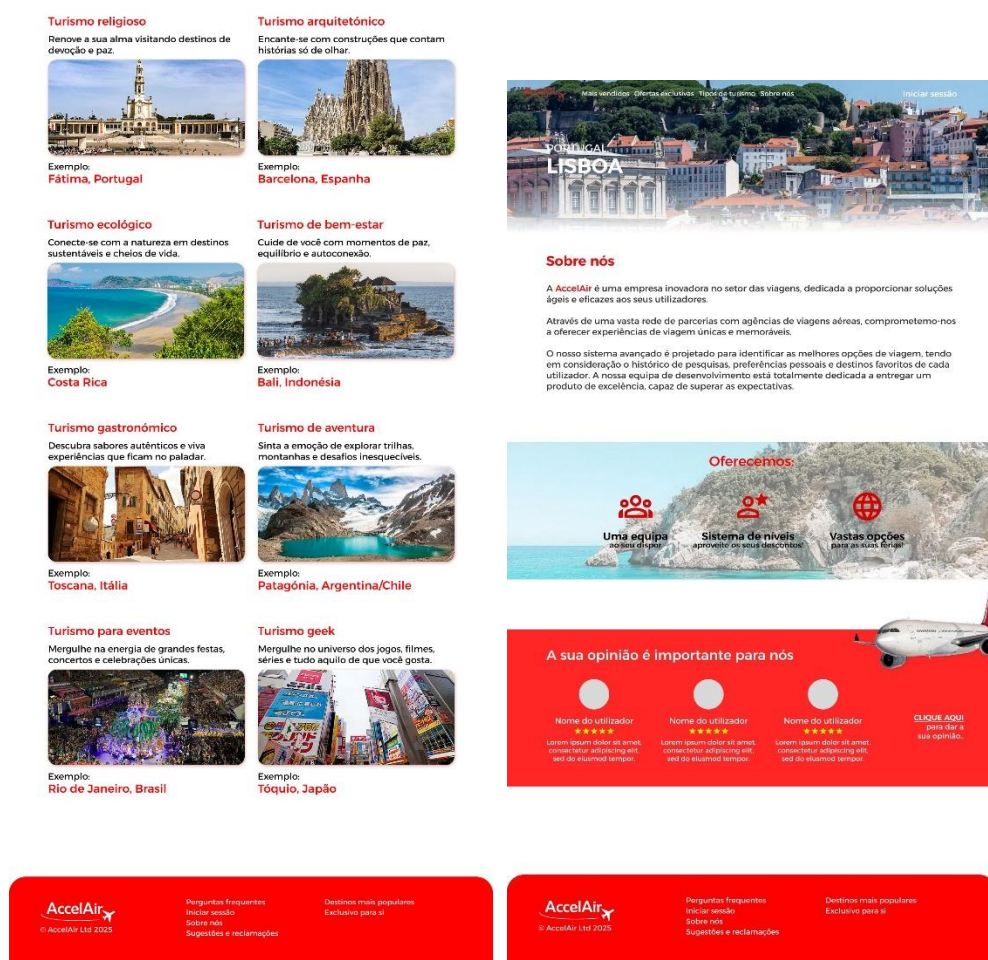 Turismo religioso
Renove a sua alma visitando destinos de
devoção e paz.
Exemplo:
Fátima, Portugal
Turismo arquitetónico
Encante-se com construções que contam
histórias só de olhar.
Exemplo:
Barcelona, Espanha
Turismo ecológico
Conecte-se com a natureza em destinos
sustentáveis e cheios de vida.
Exemplo:
Costa Rica
Turismo de bem-estar
Cuide de você com momentos de paz,
equilíbrio e autoconexão.
Exemplo:
Bali, Indonésia
Turismo gastronómico
Descubra sabores autênticos e viva
experiências que ficam no paladar.
Exemplo:
Toscana, Itália
Turismo de aventura
Sinta a emoção de explorar trilhas,
montanhas e desafios inesquecíveis.
Exemplo:
Patagónia, Argentina/Chile
Turismo para eventos
Mergulhe na energia de grandes festas,
concertos e celebrações únicas.
Exemplo:
Rio de Janeiro, Brasil
Turismo geek
Mergulhe no universo dos jogos, filmes,
séries e tudo aquilo de que você gosta.
Exemplo:
Tóquio, Japão
AccelAir
© AccelAir Ltd 2025
Perguntas frequentes
Iniciar sessão
Sobre nós
Sugestões e reclamações
Destinos mais populares
Exclusivo para si
Mais vendidos Ofertas exclusivas Tipos de turismo Sobre nós
Iniciar sessão
PORTUGAL
LISBOA
Sobre nós
A AccelAir é uma empresa inovadora no setor das viagens, dedicada a proporcionar soluções
ágeis e eficazes aos seus utilizadores.
Através de uma vasta rede de parcerias com agências de viagens aéreas, comprometemo-nos
a oferecer experiências de viagem únicas e memoráveis.
O nosso sistema avançado é projetado para identificar as melhores opções de viagem, tendo
em consideração o histórico de pesquisas, preferências pessoais e destinos favoritos de cada
utilizador. A nossa equipa de desenvolvimento está totalmente dedicada a entregar um
produto de excelência, capaz de superar as expectativas.
Oferecemos:
Uma equipa
ao seu dispor
Sistema de níveis
aproveite os seus descontos!
Vastas opções
para as suas férias!
A sua opinião é importante para nós
Nome do utilizador
Lorem ipsum dolor sit amet,
consectetur adipiscing elit,
sed do eiusmod tempor.
Nome do utilizador
Lorem ipsum dolor sit amet,
consectetur adipiscing elit,
sed do eiusmod tempor.
Nome do utilizador
Lorem ipsum dolor sit amet,
consectetur adipiscing elit,
sed do eiusmod tempor.
CLIQUE AQUI
para dar a
sua opinião..
AccelAir
© AccelAir Ltd 2025
Perguntas frequentes
Iniciar sessão
Sobre nós
Sugestões e reclamações
Destinos mais populares
Exclusivo para si